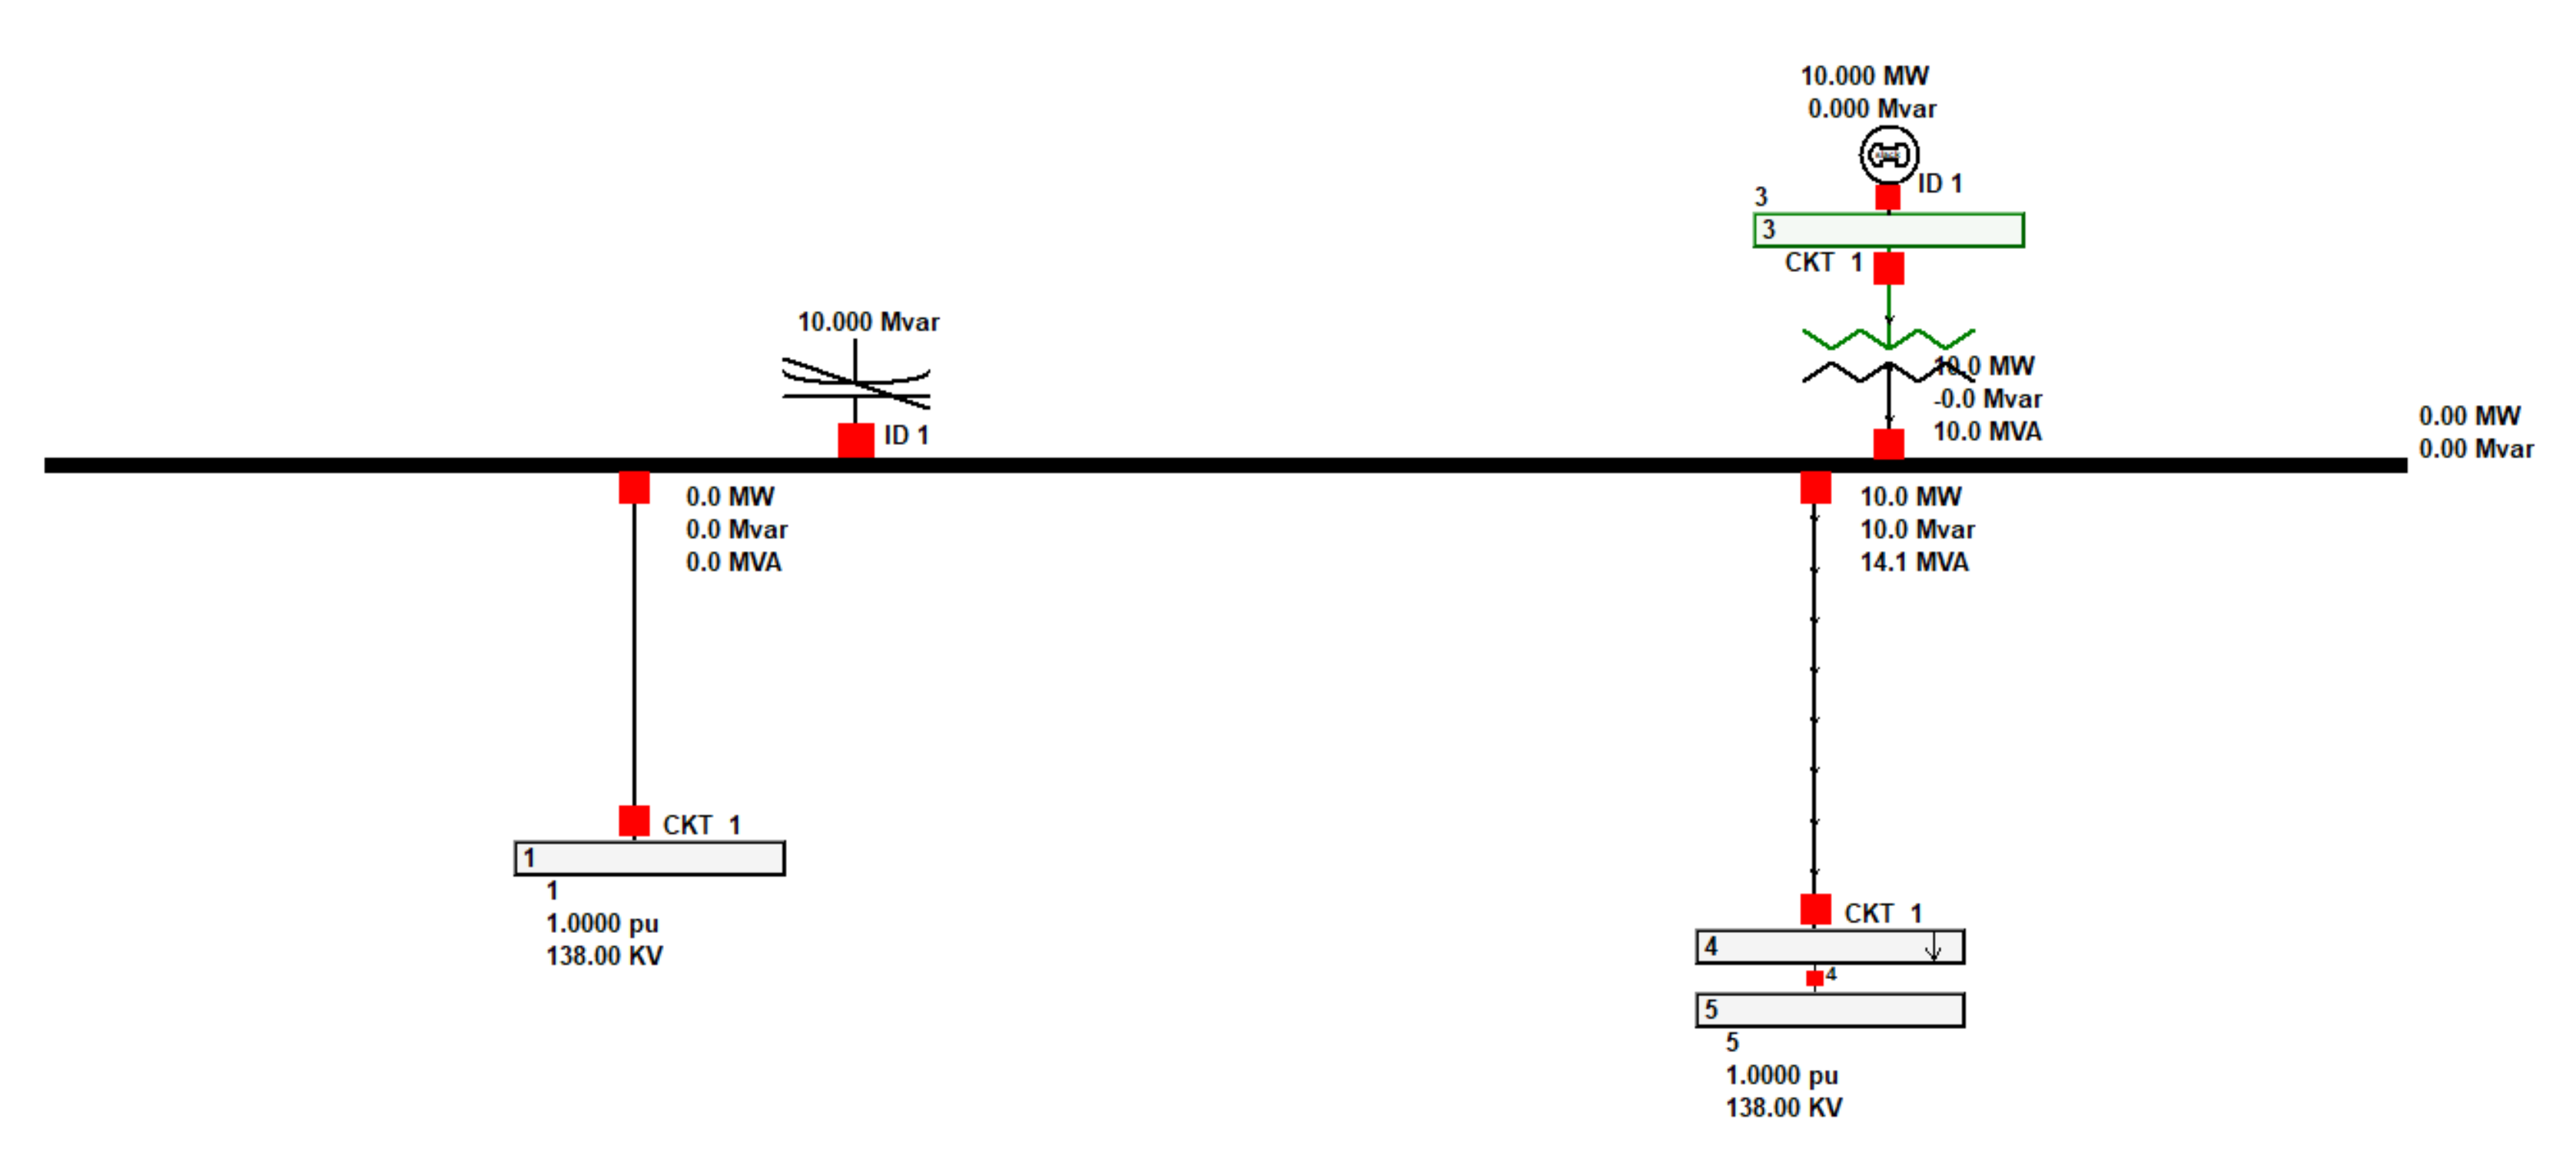 10.000 MW
0.000 Mvar
ID 1
3
3
CKT 1
10.000 Mvar
ID 1
10.0 MW
-0.0 Mvar
10.0 MVA
0.00 MW
0.00 Mvar
0.0 MW
0.0 Mvar
0.0 MVA
10.0 MW
10.0 Mvar
14.1 MVA
CKT 1
1
1
1.0000 pu
138.00 KV
CKT 1
4
4
5
5
1.0000 pu
138.00 KV